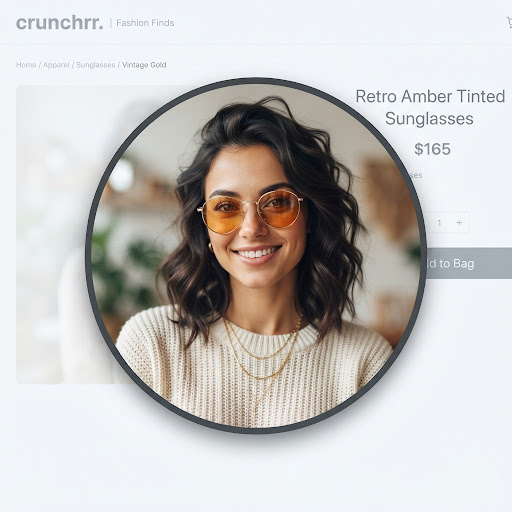 crunchrr. | Fashion Finds
Home / Apparel / Sunglasses / Vintage Gold
Retro Amber Tinted
Sunglasses
$165
1 +
to Bag